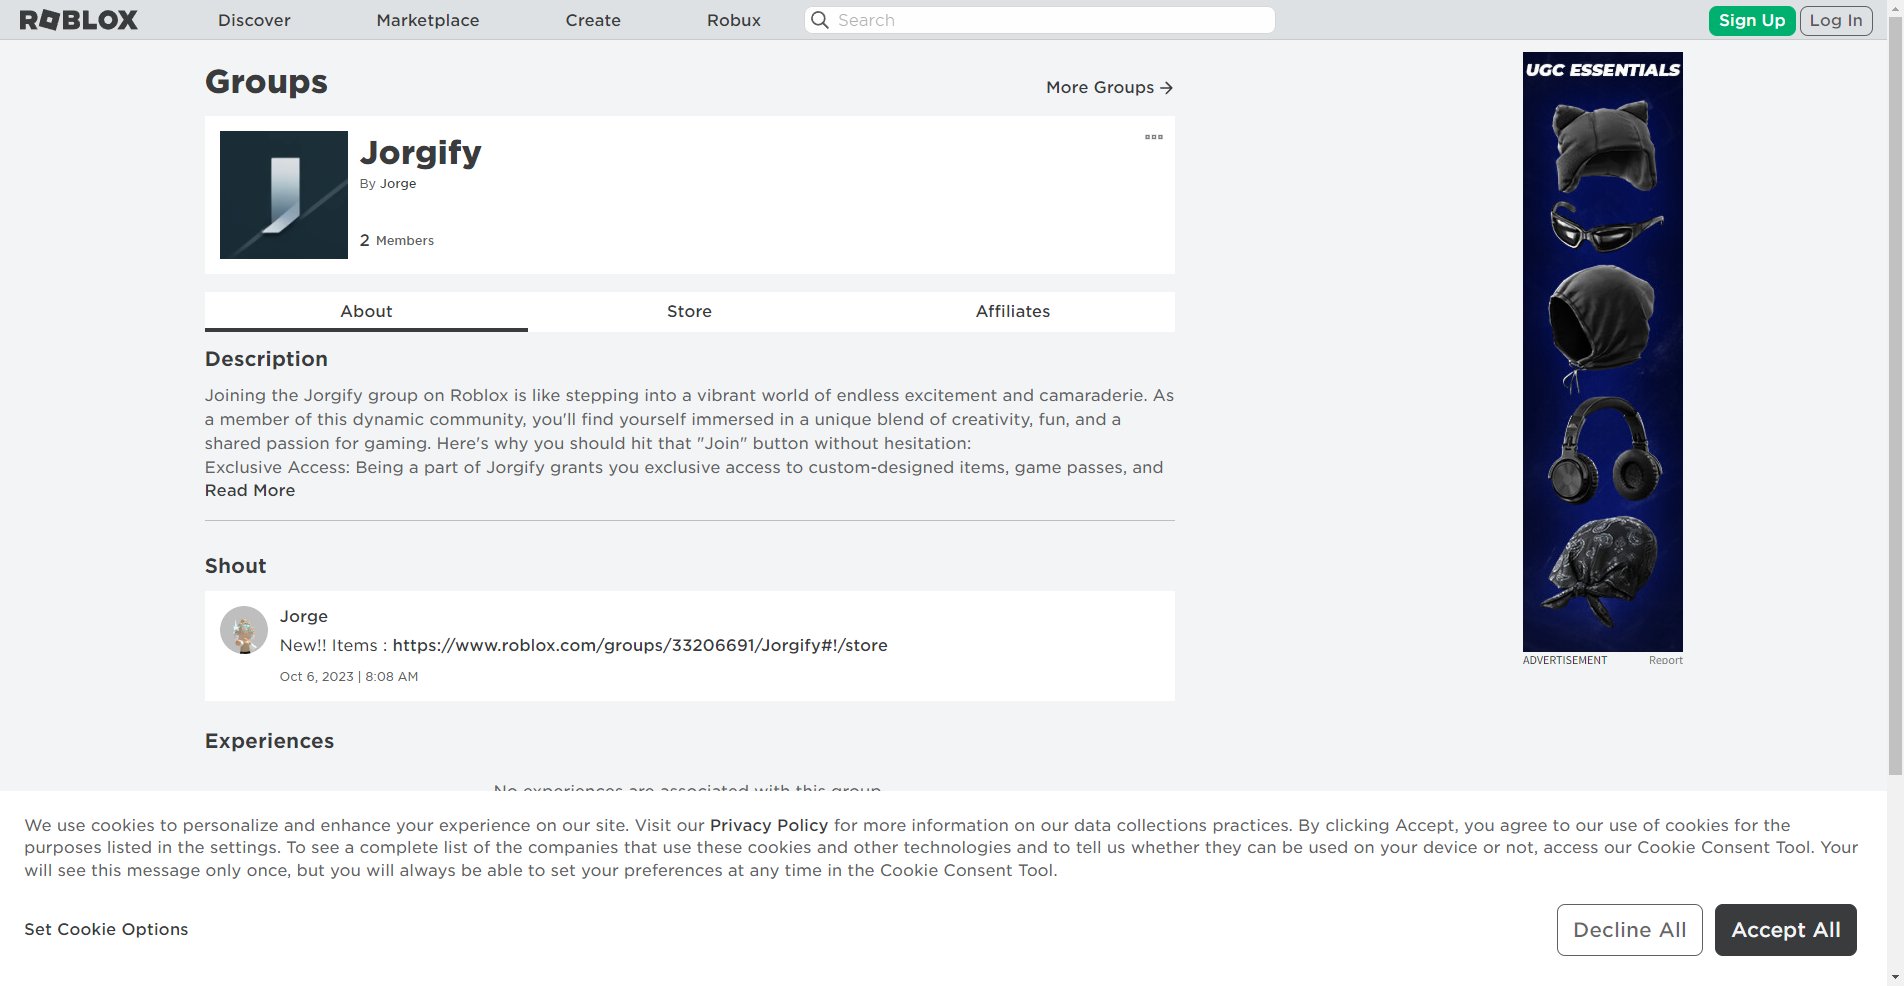 ROBLOX
Discover
Marketplace
Create
Robux
Search
Sign Up
Log In
Groups
More Groups
Jorgify
By Jorge
2 Members
About
Store
Affiliates
Description
Joining the Jorgify group on Roblox is like stepping into a vibrant world of endless excitement and camaraderie. As
a member of this dynamic community, you'll find yourself immersed in a unique blend of creativity, fun, and a
shared passion for gaming. Here's why you should hit that "Join" button without hesitation:
Exclusive Access: Being a part of Jorgify grants you exclusive access to custom-designed items, game passes, and
Read More
Shout
Jorge
New!! Items : https://www.roblox.com/groups/33206691/Jorgify#!/store
Oct 6, 2023 | 8:08 AM
Experiences
No experiences are associated with this group
UGC ESSENTIALS
ADVERTISEMENT
Report
We use cookies to personalize and enhance your experience on our site. Visit our Privacy Policy for more information on our data collections practices. By clicking Accept, you agree to our use of cookies for the
purposes listed in the settings. To see a complete list of the companies that use these cookies and other technologies and to tell us whether they can be used on your device or not, access our Cookie Consent Tool. Your
will see this message only once, but you will always be able to set your preferences at any time in the Cookie Consent Tool.
Set Cookie Options
Decline All
Accept All